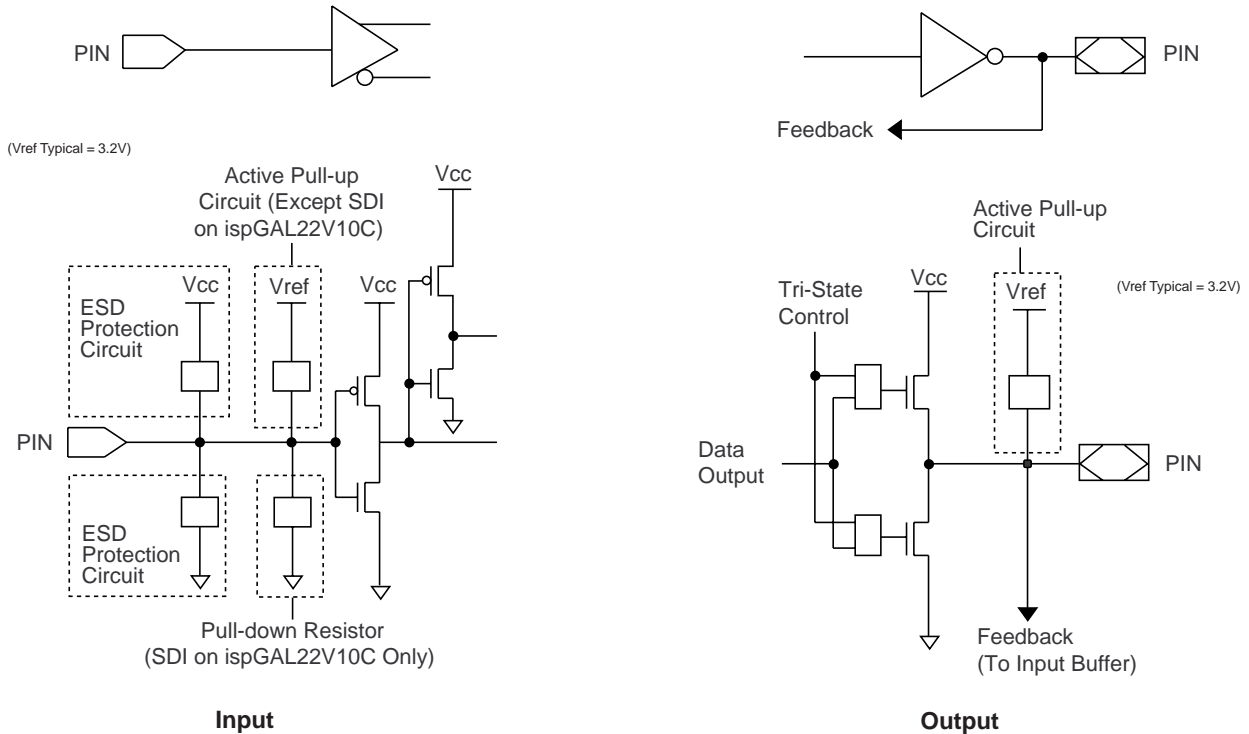 PIN
PIN
Feedback
(Vref Typical = 3.2V)
Active Pull-up
Circuit (Except SDI
on ispGAL22V10C)
Vcc
ESD
Protection
Circuit
Vcc
Vref
Vcc
PIN
ESD
Protection
Circuit
Pull-down Resistor
(SDI on ispGAL22V10C Only)
Input
Active Pull-up
Circuit
Tri-State
Control
Vcc
Vref
(Vref Typical = 3.2V)
Data
Output
PIN
Feedback
(To Input Buffer)
Output